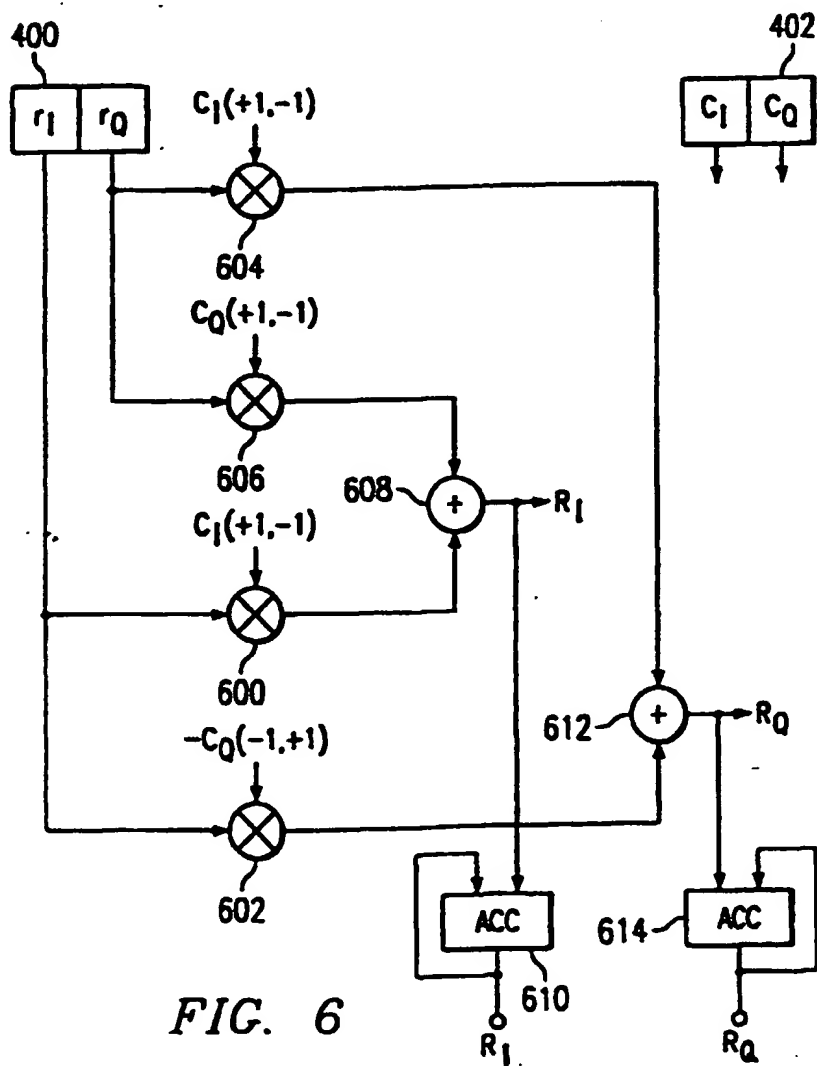 400
402
r_I r_Q
C_I(+1,-1)
C_I C_Q
604
C_Q(+1,-1)
606
608
+
R_I
C_I(+1,-1)
600
612
+
R_Q
-C_Q(-1,+1)
602
ACC
614
ACC
610
FIG. 6
R_I
R_Q